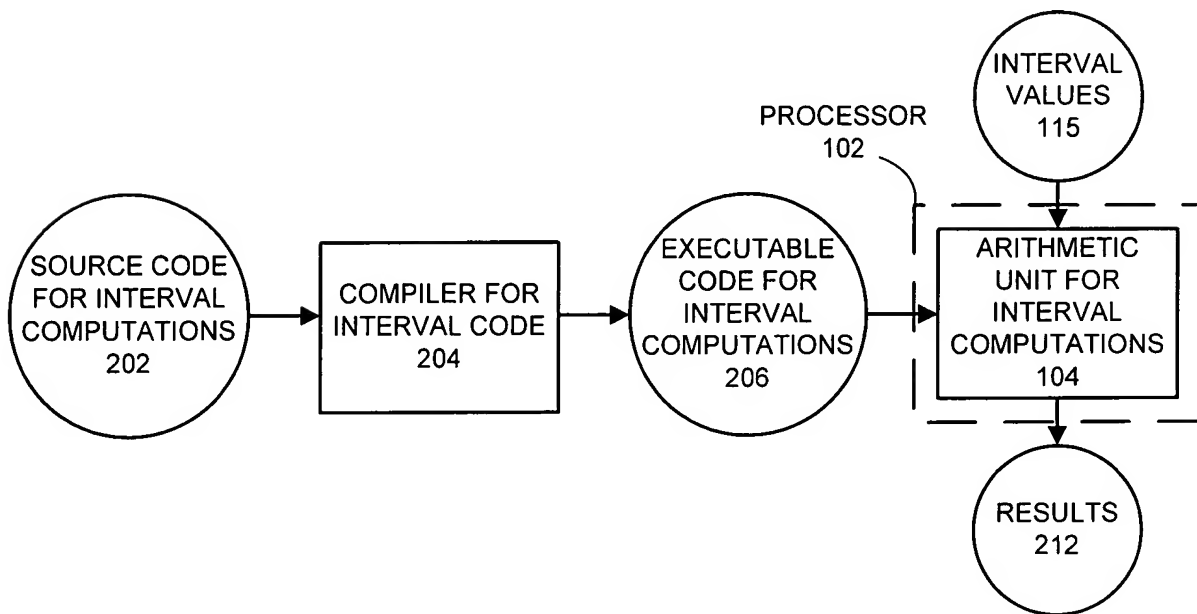 INTERVAL
VALUES
115
PROCESSOR
102
SOURCE CODE
FOR INTERVAL
COMPUTATIONS
202
COMPILER FOR
INTERVAL CODE
204
EXECUTABLE
CODE FOR
INTERVAL
COMPUTATIONS
206
ARITHMETIC
UNIT FOR
INTERVAL
COMPUTATIONS
104
RESULTS
212